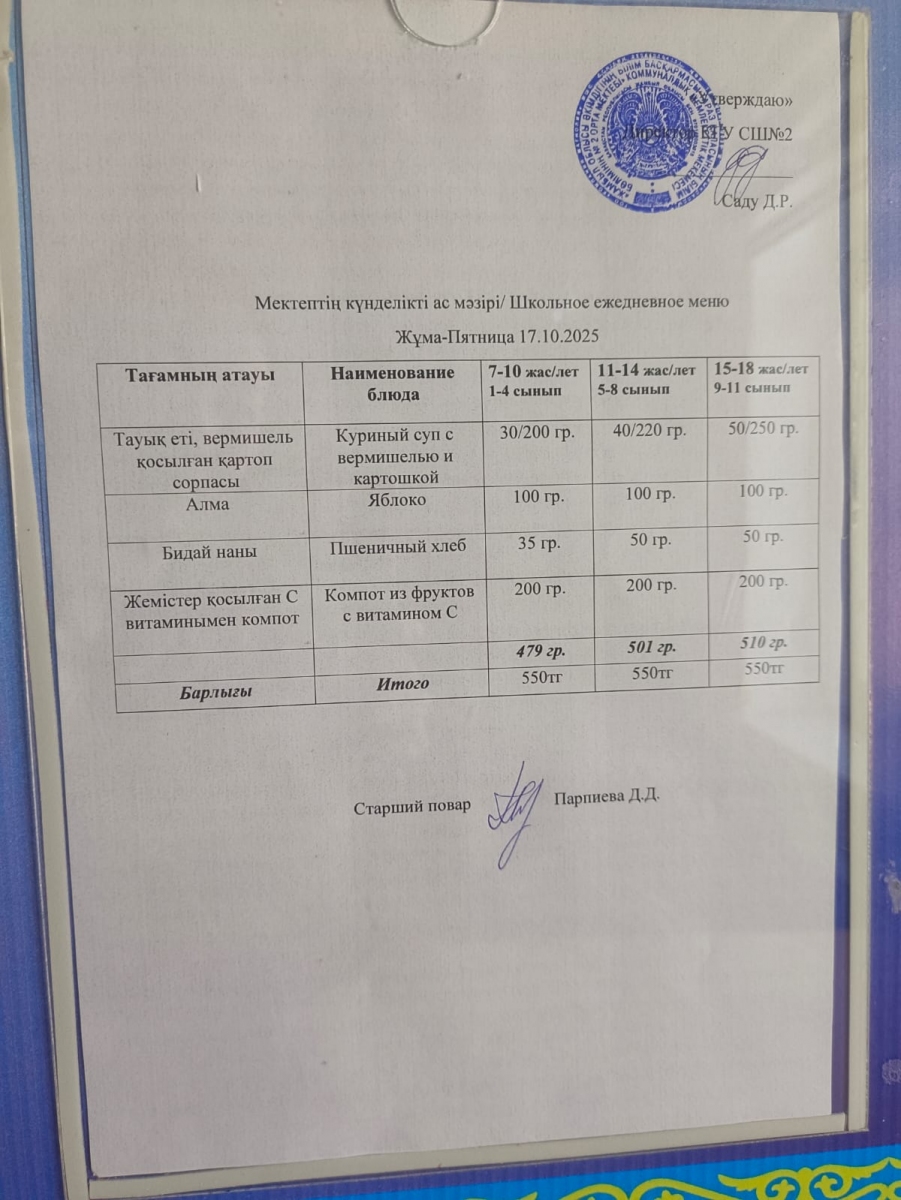 Утверждаю»
Директор КГУ СШ№2
Саду Д.Р.
Мектептің күнделікті ас мәзірі/ Школьное ежедневное меню
Жұма-Пятница 17.10.2025
Тағамның атауы Наименование блюда 7-10 жас/лет 1-4 сынып 11-14 жас/лет 5-8 сынып 15-18 жас/лет 9-11 сынып
Тауық еті, вермишель қосылған қартоп сорпасы Куриный суп с вермишелью и картошкой 30/200 гр. 40/220 гр. 50/250 гр.
Алма Яблоко 100 гр. 100 гр. 100 гр.
Бидай наны Пшеничный хлеб 35 гр. 50 гр. 50 гр.
Жемістер қосылған С витаминымен компот Компот из фруктов с витамином С 200 гр. 200 гр. 200 гр.
479 гр. 501 гр. 510 гр.
Барлығы Итого 550тг 550тг 550тг
Старший повар Парпиева Д.Д.